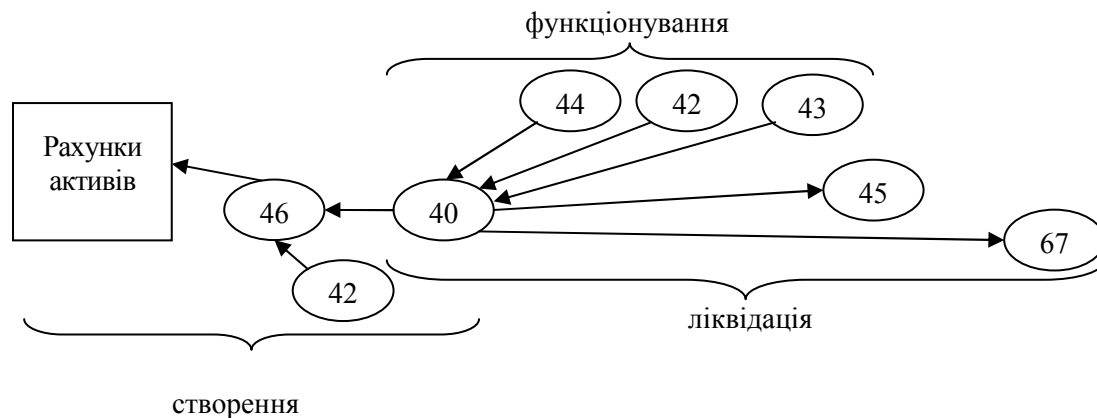 функціонування
44
42
43
Рахунки
активів
46
40
45
67
42
ліквідація
створення